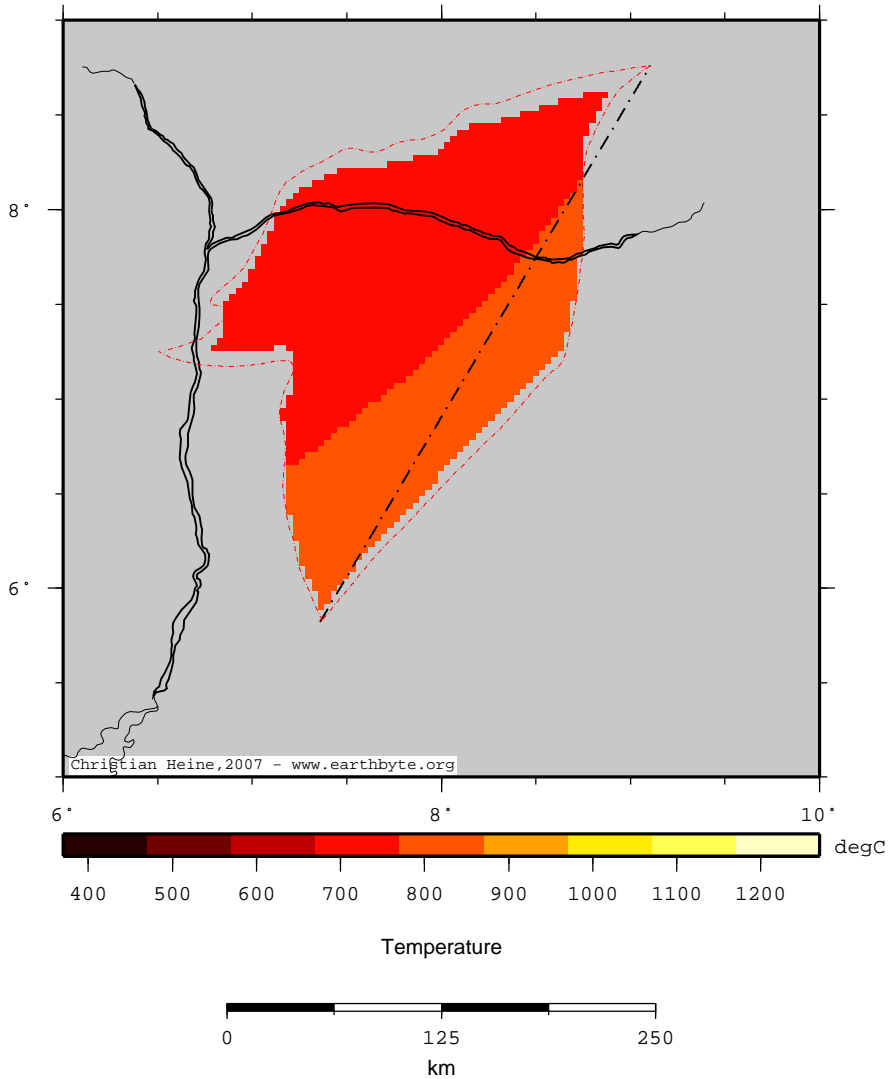 8°
6°
Christian Heine,2007 - www.earthbyte.org
6° 8° 10°
degC
400 500 600 700 800 900 1000 1100 1200
Temperature
0 125 250
km